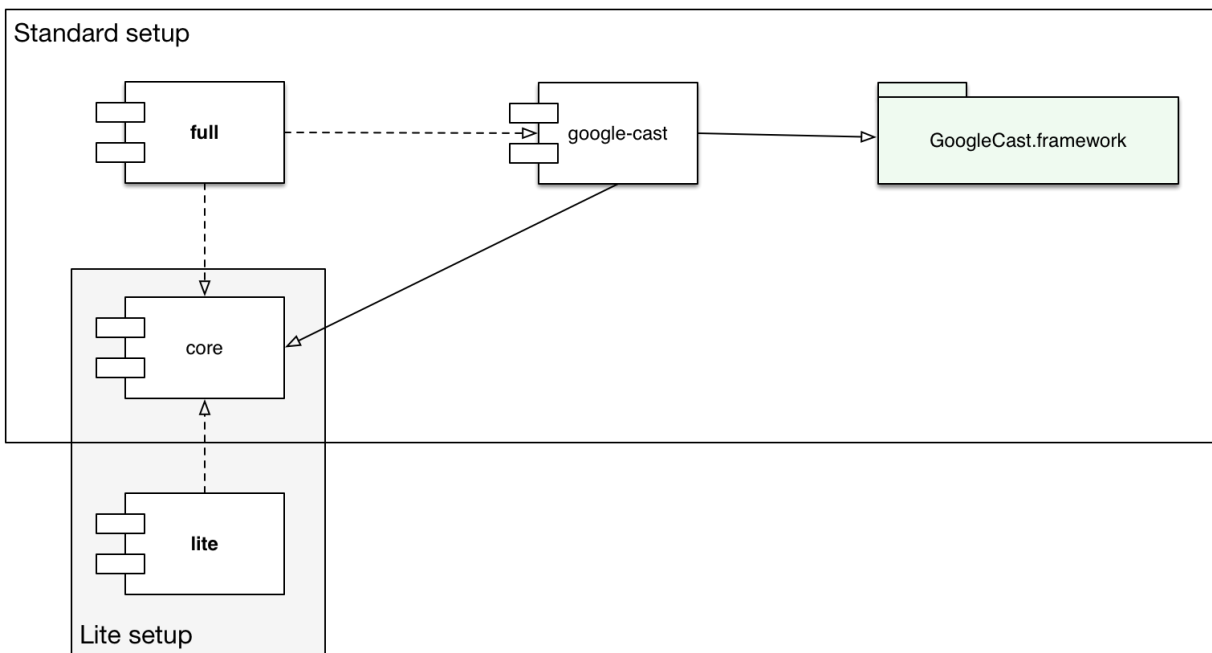 Standard setup
full
google-cast
GoogleCast.framework
core
lite
Lite setup